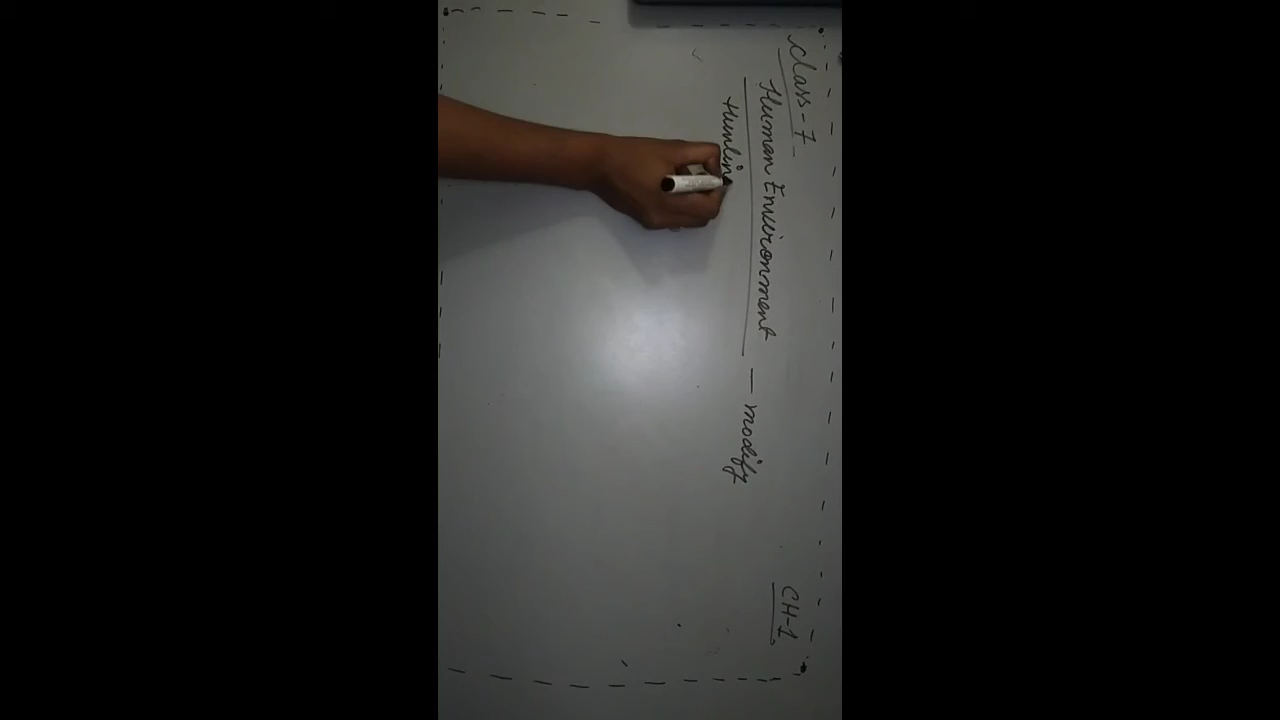 Class-7 CH-1
Human Environment — modify